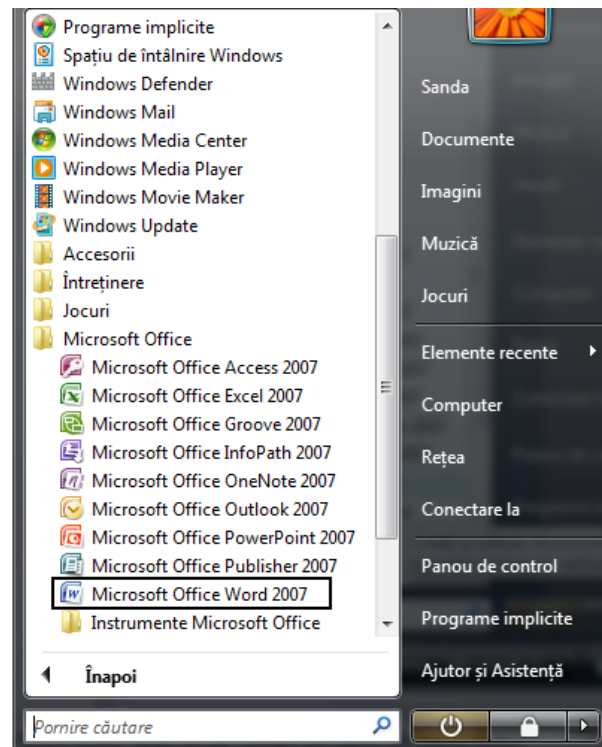 Programe implicite
Spațiu de întâlnire Windows
Windows Defender
Windows Mail
Windows Media Center
Windows Media Player
Windows Movie Maker
Windows Update
Accesorii
Întreținere
Jocuri
Microsoft Office
Microsoft Office Access 2007
Microsoft Office Excel 2007
Microsoft Office Groove 2007
Microsoft Office InfoPath 2007
Microsoft Office OneNote 2007
Microsoft Office Outlook 2007
Microsoft Office PowerPoint 2007
Microsoft Office Publisher 2007
Microsoft Office Word 2007
Instrumente Microsoft Office
Înapoi
Pornire căutare
Sanda
Documente
Imagini
Muzică
Jocuri
Elemente recente
Computer
Rețea
Conectare la
Panou de control
Programe implicite
Ajutor și Asistență